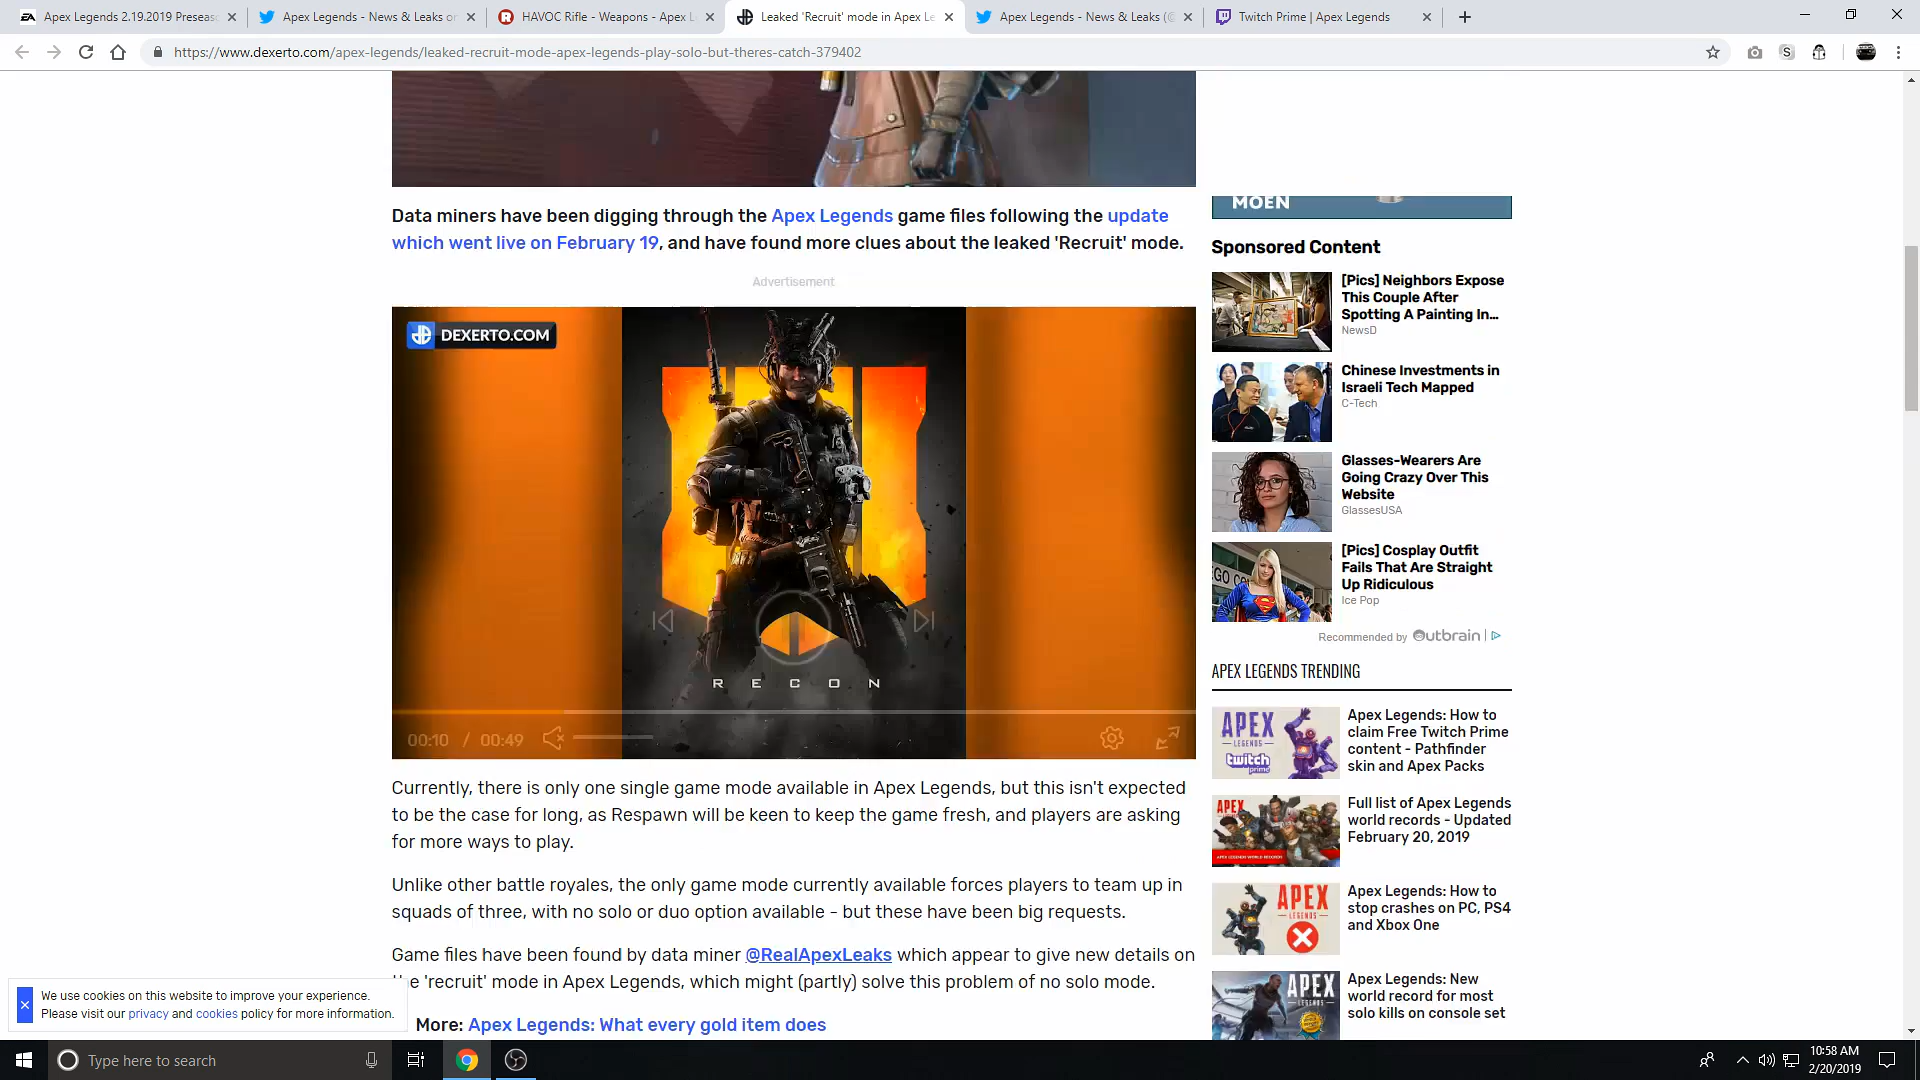 Apex Legends 2.19.2019 Preseas
Apex Legends - News & Leaks or
HAVOC Rifle - Weapons - Apex L
Leaked 'Recruit' mode in Apex Le
Apex Legends - News & Leaks (@
Twitch Prime | Apex Legends
https://www.dexerto.com/apex-legends/leaked-recruit-mode-apex-legends-play-solo-but-theres-catch-379402
Data miners have been digging through the Apex Legends game files following the update
which went live on February 19, and have found more clues about the leaked 'Recruit' mode.
Advertisement
DEXERTO.COM
RECON
00:10 / 00:49
Currently, there is only one single game mode available in Apex Legends, but this isn't expected
to be the case for long, as Respawn will be keen to keep the game fresh, and players are asking
for more ways to play.
Unlike other battle royales, the only game mode currently available forces players to team up in
squads of three, with no solo or duo option available - but these have been big requests.
Game files have been found by data miner @RealApexLeaks which appear to give new details on
the 'recruit' mode in Apex Legends, which might (partly) solve this problem of no solo mode.
More: Apex Legends: What every gold item does
MOEN
Sponsored Content
[Pics] Neighbors Expose
This Couple After
Spotting A Painting In...
NewsD
Chinese Investments in
Israeli Tech Mapped
C-Tech
Glasses-Wearers Are
Going Crazy Over This
Website
GlassesUSA
[Pics] Cosplay Outfit
Fails That Are Straight
Up Ridiculous
Ice Pop
Recommended by Outbrain
APEX LEGENDS TRENDING
APEX
LEGENDS
twitch
prime
Apex Legends: How to
claim Free Twitch Prime
content - Pathfinder
skin and Apex Packs
APEX
Full list of Apex Legends
world records - Updated
February 20, 2019
APEX
LEGENDS
Apex Legends: How to
stop crashes on PC, PS4
and Xbox One
APEX
Apex Legends: New
world record for most
solo kills on console set
We use cookies on this website to improve your experience.
Please visit our privacy and cookies policy for more information.
Type here to search
10:58 AM
2/20/2019